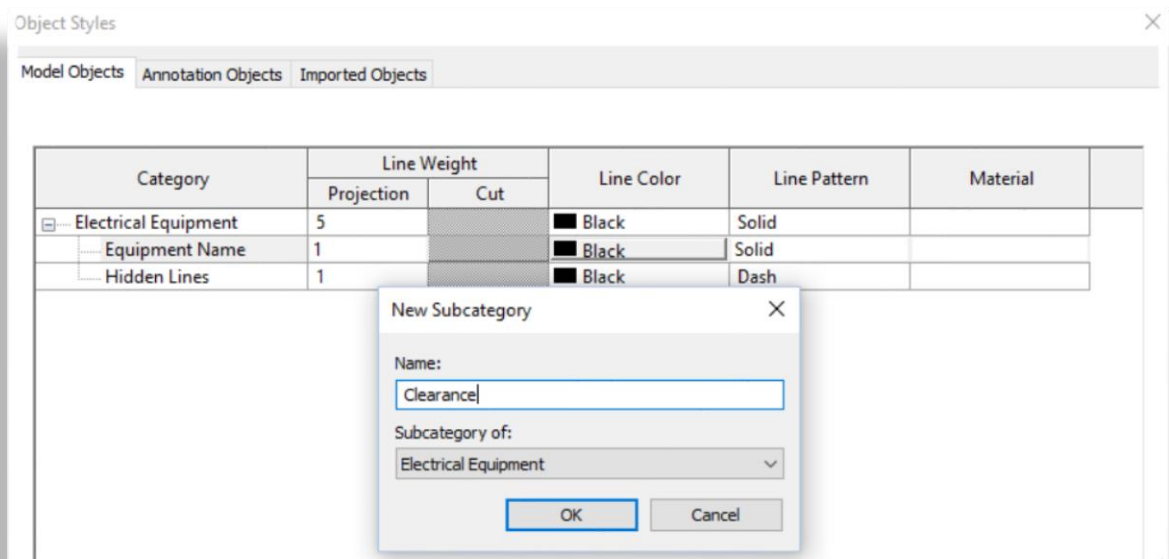 Object Styles
Model Objects Annotation Objects Imported Objects
Category Line Weight Line Color Line Pattern Material
Projection Cut
Electrical Equipment 5 Black Solid
Equipment Name 1 Black Solid
Hidden Lines 1 Black Dash
New Subcategory
Name:
Clearance
Subcategory of:
Electrical Equipment
OK Cancel